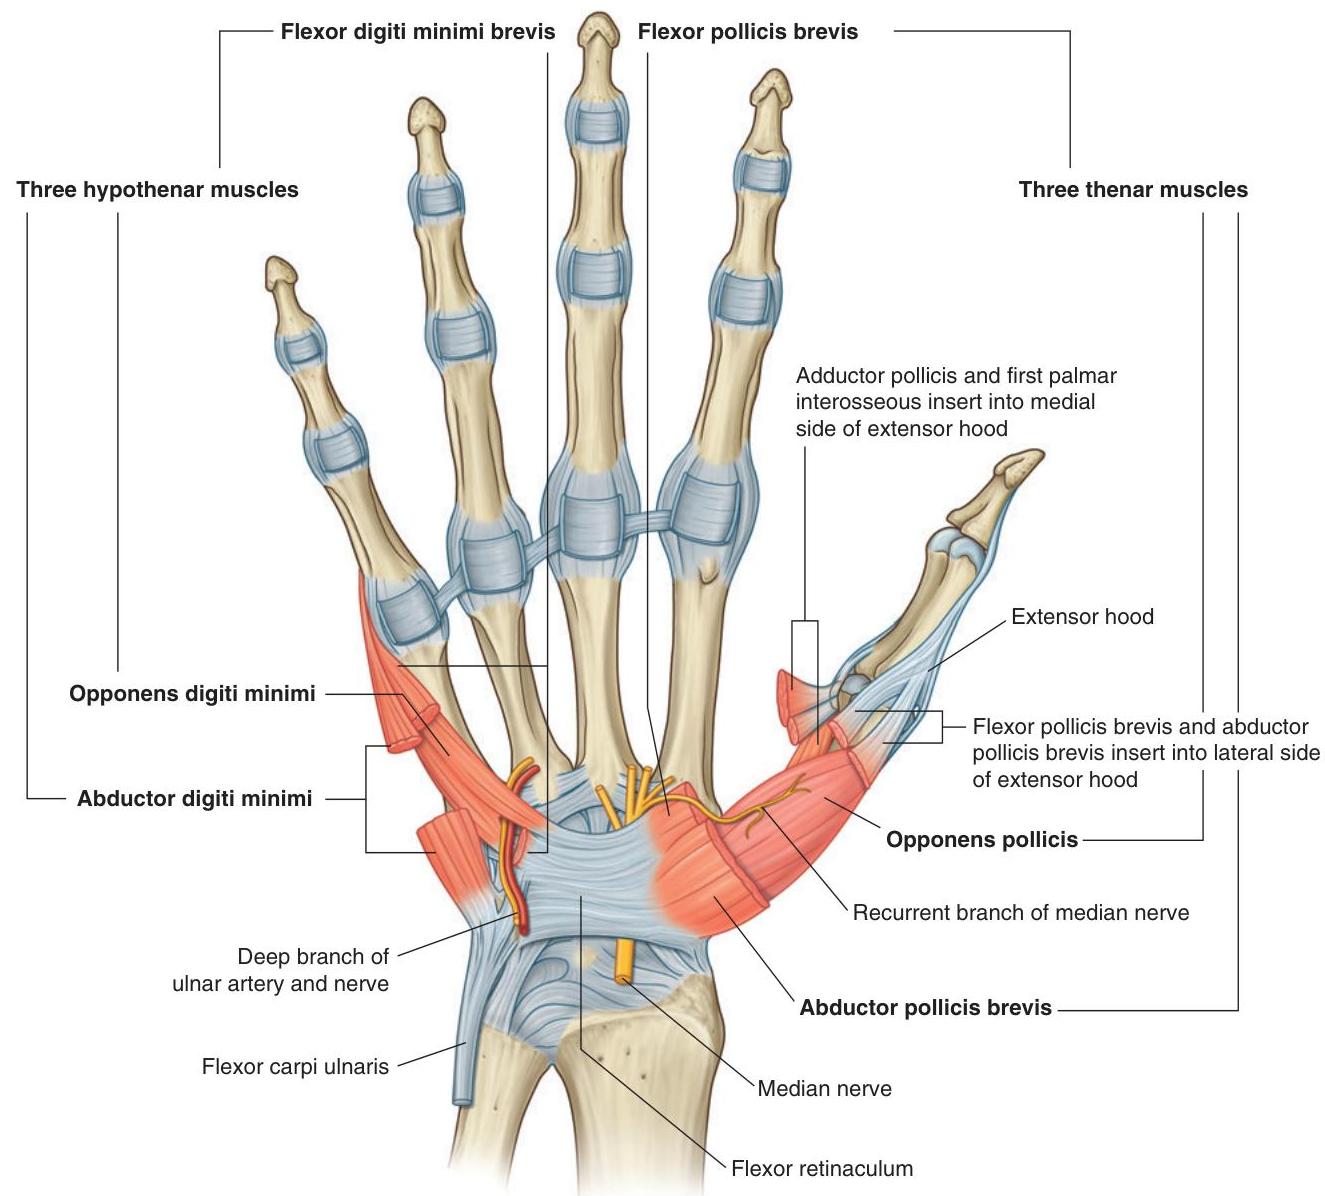 Flexor digiti minimi brevis
Flexor pollicis brevis
Three hypothenar muscles
Three thenar muscles
Adductor pollicis and first palmar
interosseous insert into medial
side of extensor hood
Extensor hood
Opponens digiti minimi
Flexor pollicis brevis and abductor
pollicis brevis insert into lateral side
of extensor hood
Abductor digiti minimi
Opponens pollicis
Recurrent branch of median nerve
Deep branch of
ulnar artery and nerve
Abductor pollicis brevis
Flexor carpi ulnaris
Median nerve
Flexor retinaculum